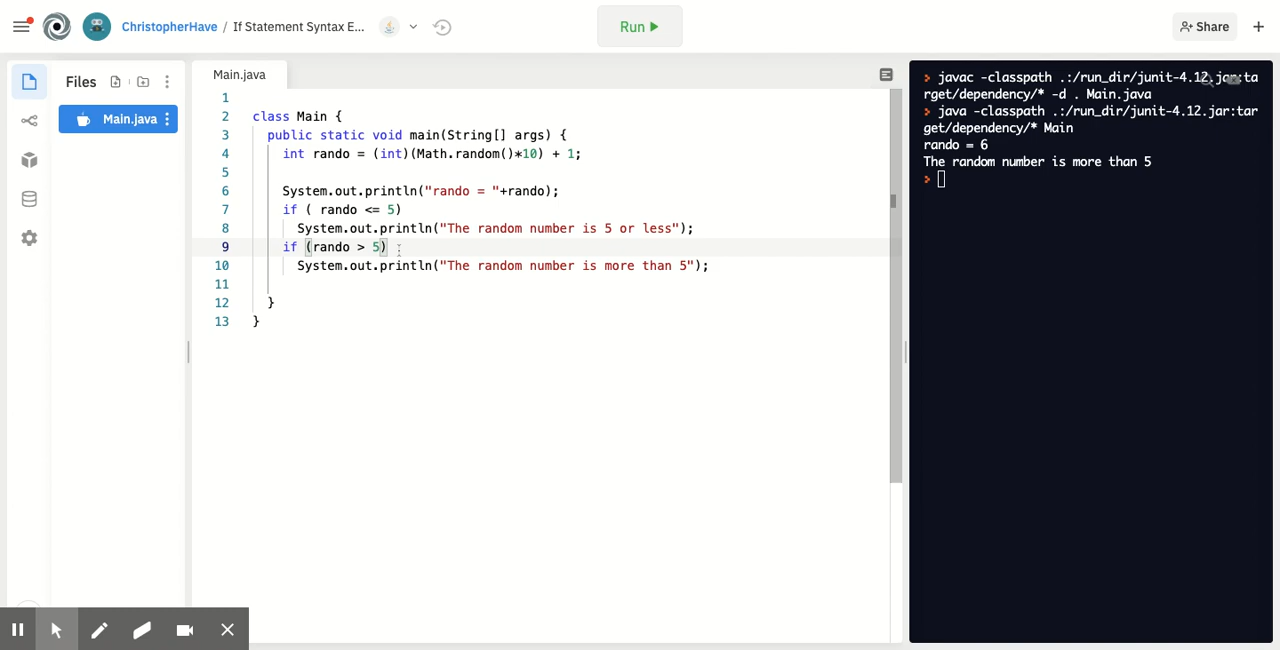 ChristopherHave / If Statement Syntax E...
Run
Share
Files
Main.java
Main.java
1
2 class Main {
3 public static void main(String[] args) {
4 int rando = (int)(Math.random()*10) + 1;
5
6 System.out.println("rando = "+rando);
7 if ( rando <= 5)
8 System.out.println("The random number is 5 or less");
9 if (rando > 5)
10 System.out.println("The random number is more than 5");
11
12 }
13 }
javac -classpath .:/run_dir/junit-4.12.jar:ta
rget/dependency/* -d . Main.java
java -classpath .:/run_dir/junit-4.12.jar:tar
get/dependency/* Main
rando = 6
The random number is more than 5